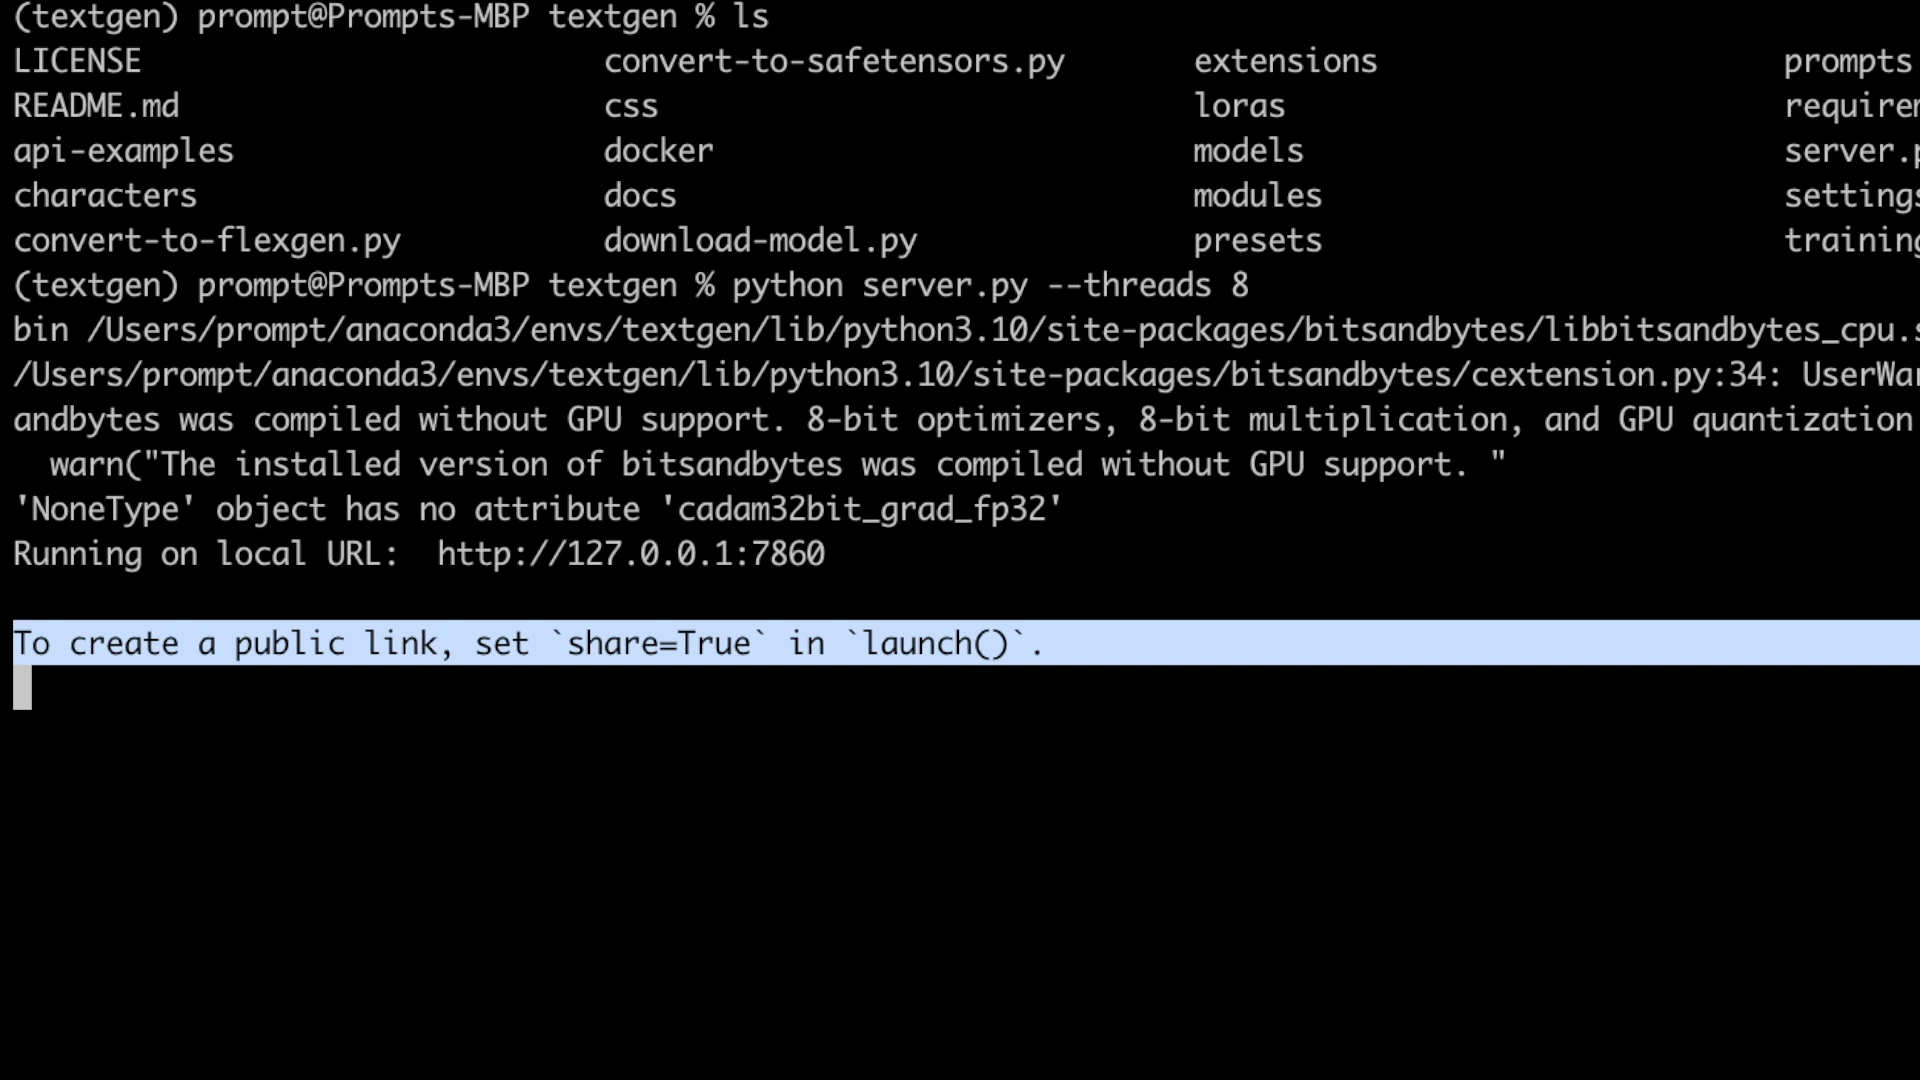 (textgen) prompt@Prompts-MBP textgen % ls
LICENSE convert-to-safetensors.py extensions prompts
README.md css loras
api-examples docker models
characters docs modules
convert-to-flexgen.py download-model.py presets
(textgen) prompt@Prompts-MBP textgen % python server.py --threads 8
bin /Users/prompt/anaconda3/envs/textgen/lib/python3.10/site-packages/bitsandbytes/libbitsandbytes_cpu.s
/Users/prompt/anaconda3/envs/textgen/lib/python3.10/site-packages/bitsandbytes/cextension.py:34: UserWar
andbytes was compiled without GPU support. 8-bit optimizers, 8-bit multiplication, and GPU quantization
warn("The installed version of bitsandbytes was compiled without GPU support. "
'NoneType' object has no attribute 'cadam32bit_grad_fp32'
Running on local URL: http://127.0.0.1:7860
To create a public link, set `share=True` in `launch()`.